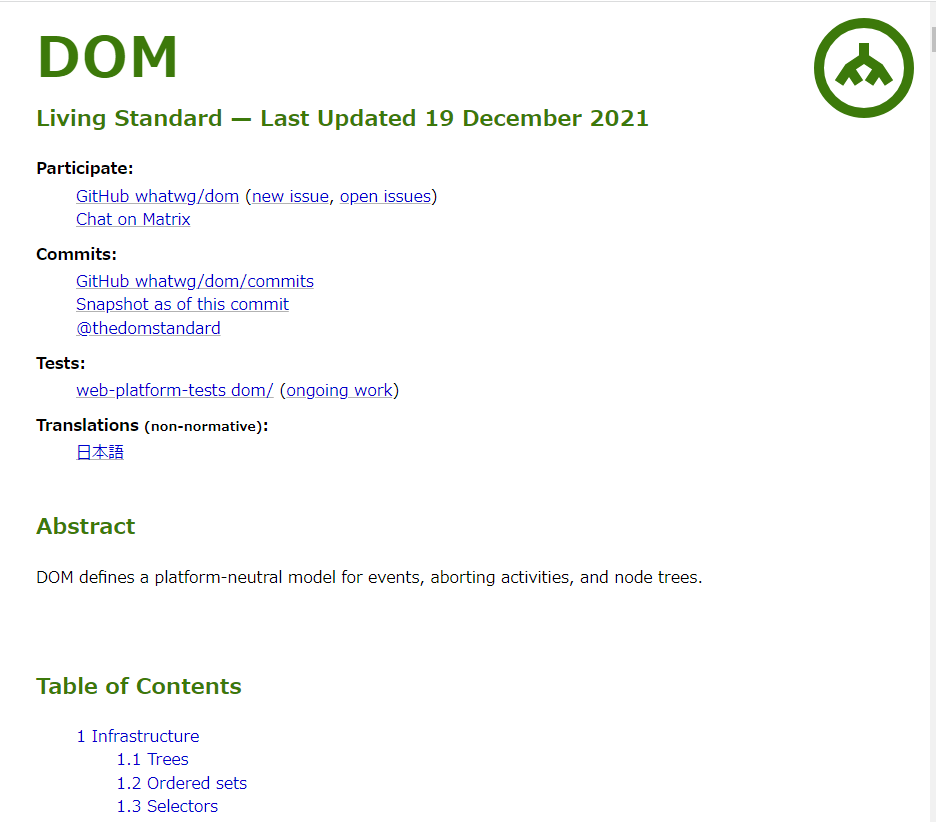 DOM
Living Standard — Last Updated 19 December 2021
Participate:
GitHub whatwg/dom (new issue, open issues)
Chat on Matrix
Commits:
GitHub whatwg/dom/commits
Snapshot as of this commit
@thedomstandard
Tests:
web-platform-tests dom/ (ongoing work)
Translations (non-normative):
日本語
Abstract
DOM defines a platform-neutral model for events, aborting activities, and node trees.
Table of Contents
1 Infrastructure
1.1 Trees
1.2 Ordered sets
1.3 Selectors